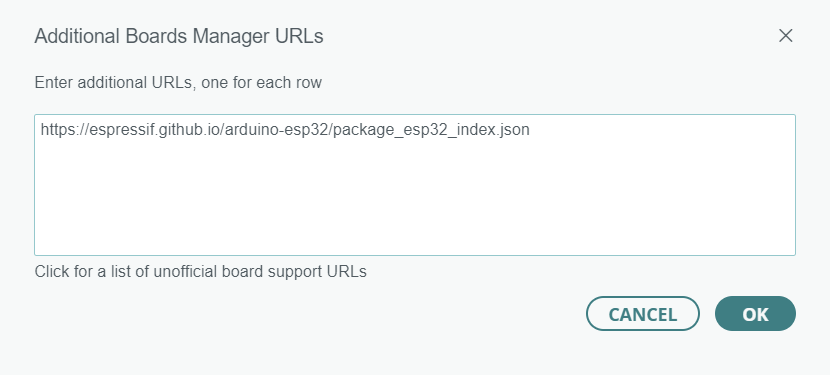 Additional Boards Manager URLs
Enter additional URLs, one for each row
https://espressif.github.io/arduino-esp32/package_esp32_index.json
Click for a list of unofficial board support URLs
CANCEL OK